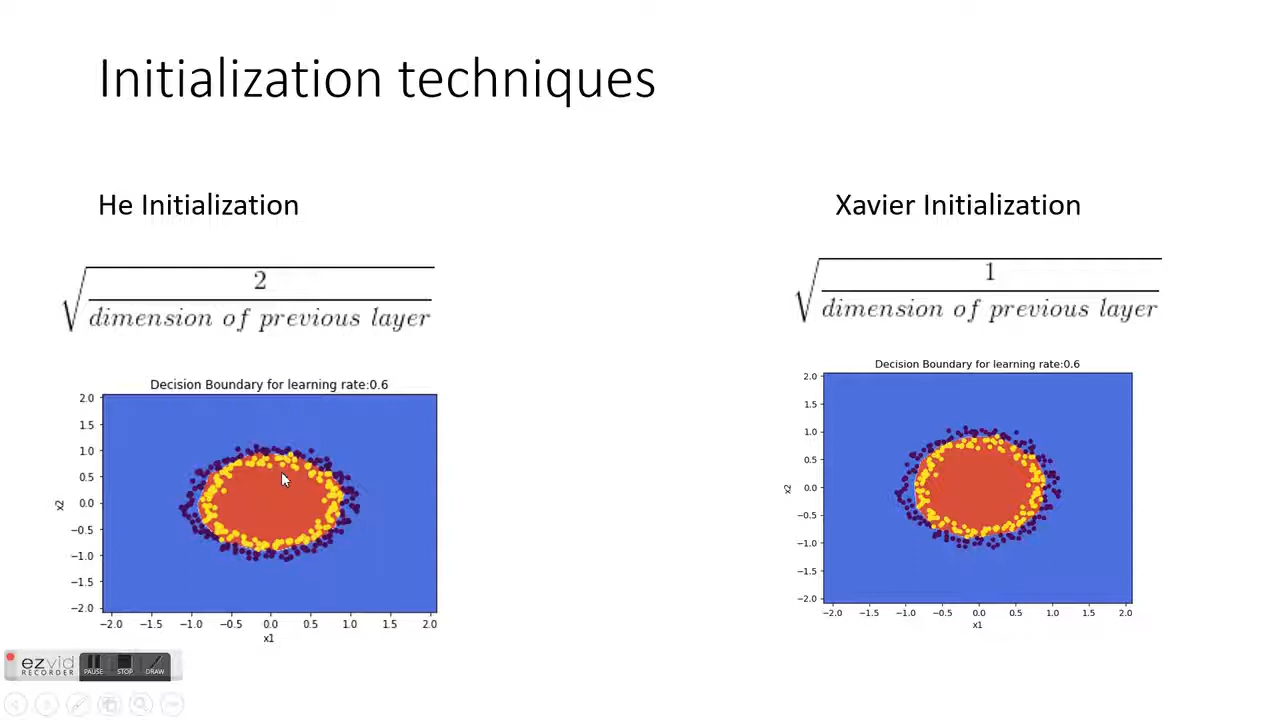 Initialization techniques
He Initialization
√2/dimension of previous layer
Decision Boundary for learning rate:0.6
2.0
1.5
1.0
0.5
0.0
−0.5
−1.0
−1.5
−2.0
x2
−2.0 −1.5 −1.0 −0.5 0.0 0.5 1.0 1.5 2.0
x1
Xavier Initialization
√1/dimension of previous layer
Decision Boundary for learning rate:0.6
2.0
1.5
1.0
0.5
0.0
−0.5
−1.0
−1.5
−2.0
x2
−2.0 −1.5 −1.0 −0.5 0.0 0.5 1.0 1.5 2.0
x1
ezvid
RECORDER
PAUSE STOP DRAW